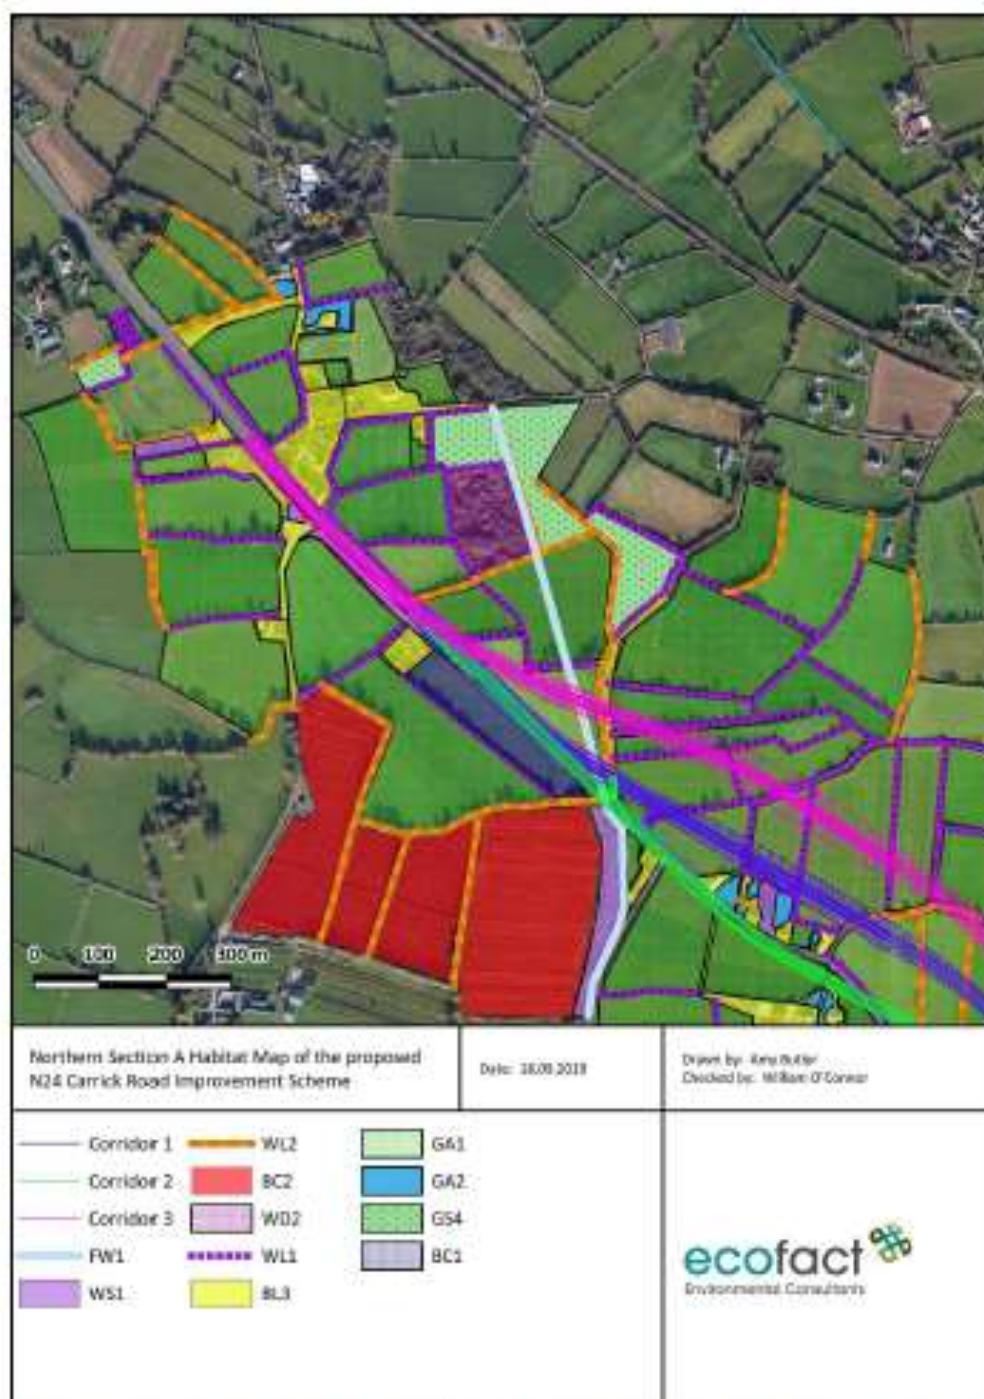 0 100 200 300 m
Northern Section A Habitat Map of the proposed
N24 Carrick Road Improvement Scheme
Date: 18.09.2019
Drawn by: Amy Butler
Checked by: William O'Connor
Corridor 1
Corridor 2
Corridor 3
FW1
WS1
WL2
BC2
WD2
WL1
BL3
GA1
GA2
GS4
BC1
ecofact
Environmental Consultants